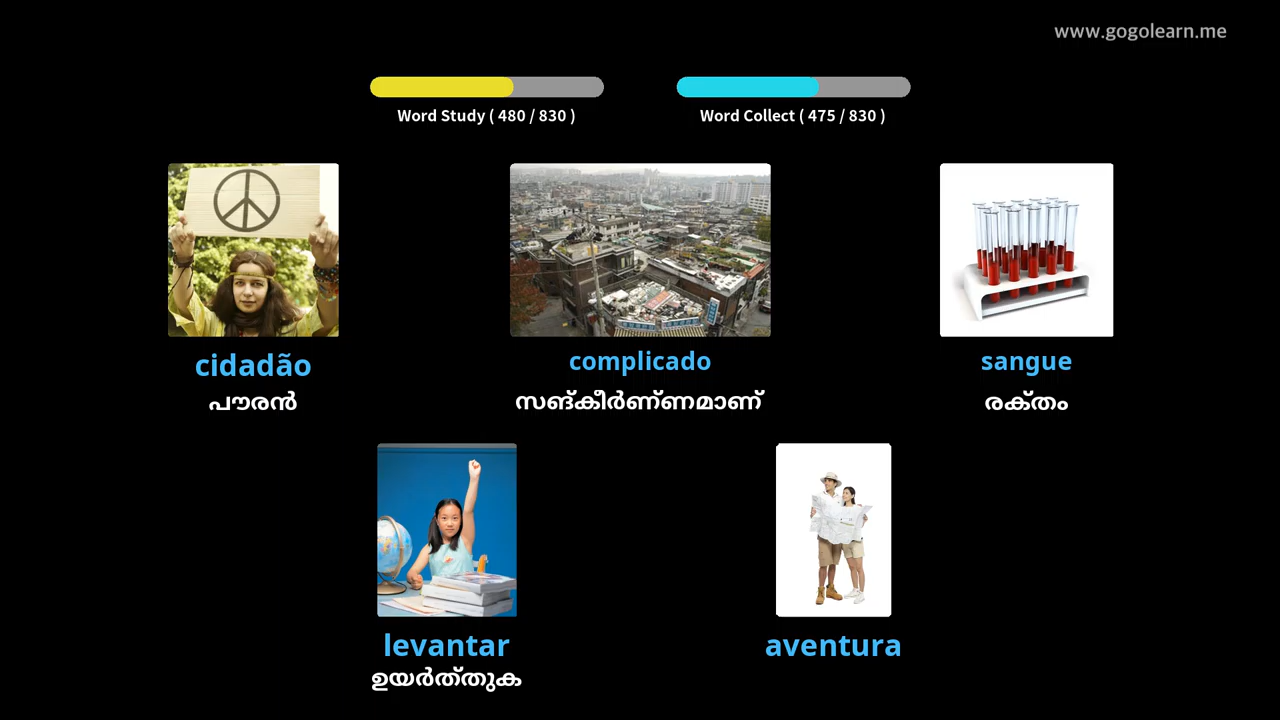 www.gogolearn.me
Word Study ( 480 / 830 )
Word Collect ( 475 / 830 )
cidadão
പൗരൻ
complicado
സങ്കീർണ്ണമാണ്
sangue
രക്തം
levantar
ഉയർത്തുക
aventura